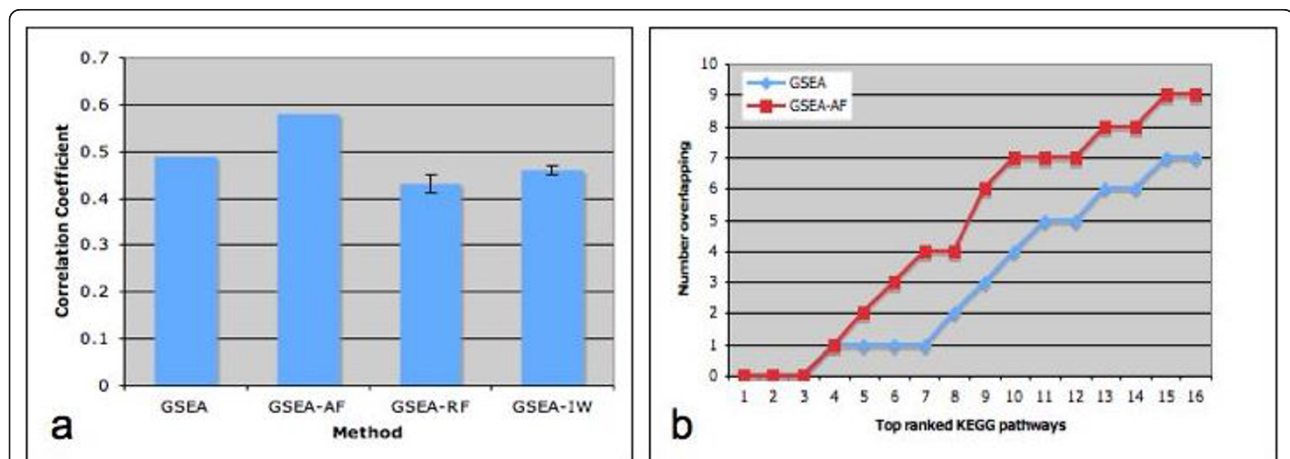 0.7
0.6
0.5
0.4
0.3
0.2
0.1
0
Correlation Coefficient
GSEA GSEA-AF GSEA-RF GSEA-1W
Method
a
10
9
8
7
6
5
4
3
2
1
0
Number overlapping
GSEA
GSEA-AF
1 2 3 4 5 6 7 8 9 10 11 12 13 14 15 16
Top ranked KEGG pathways
b